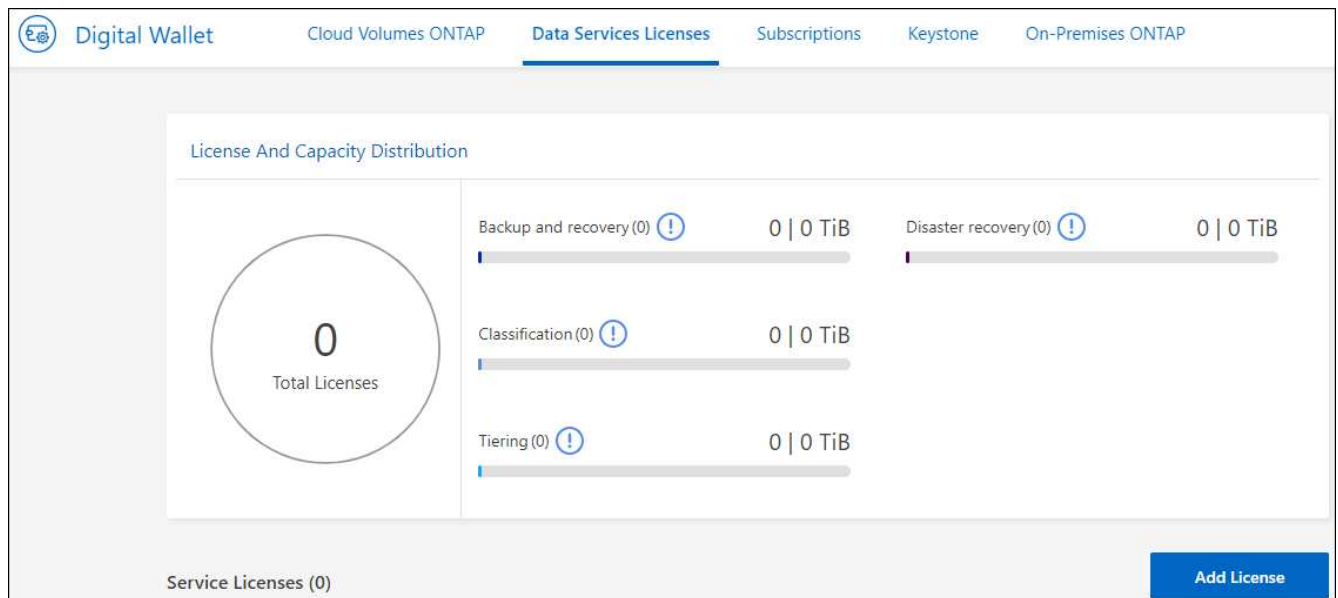 Digital Wallet Cloud Volumes ONTAP Data Services Licenses Subscriptions Keystone On-Premises ONTAP
License And Capacity Distribution
Backup and recovery (0) 0 | 0 TiB Disaster recovery (0) 0 | 0 TiB
0
Total Licenses
Classification (0) 0 | 0 TiB
Tiering (0) 0 | 0 TiB
Service Licenses (0) Add License